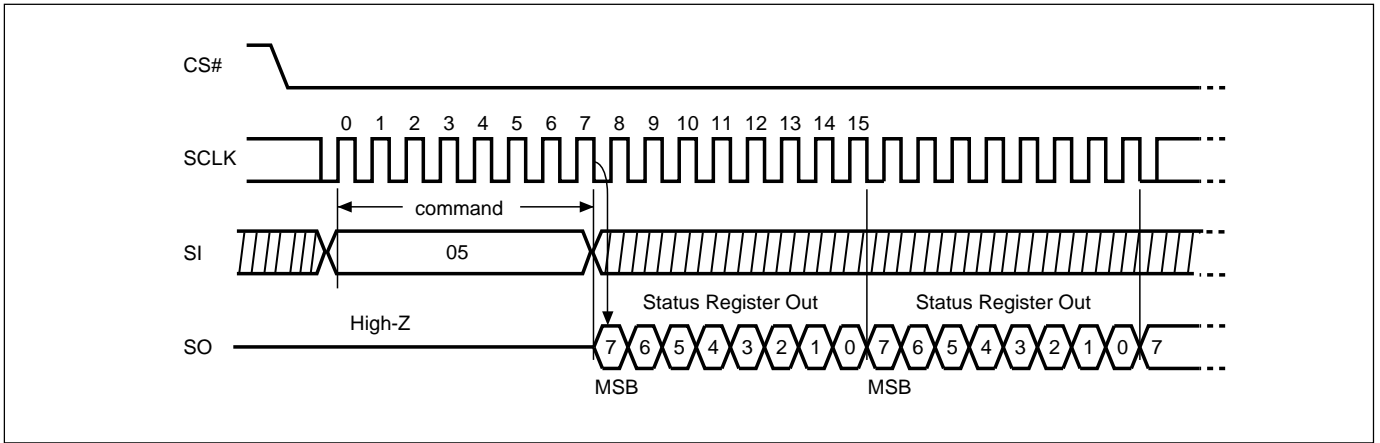 CS#
0 1 2 3 4 5 6 7 8 9 10 11 12 13 14 15
SCLK
command
SI 05
Status Register Out Status Register Out
High-Z
SO 7 6 5 4 3 2 1 0 7 6 5 4 3 2 1 0 7
MSB MSB